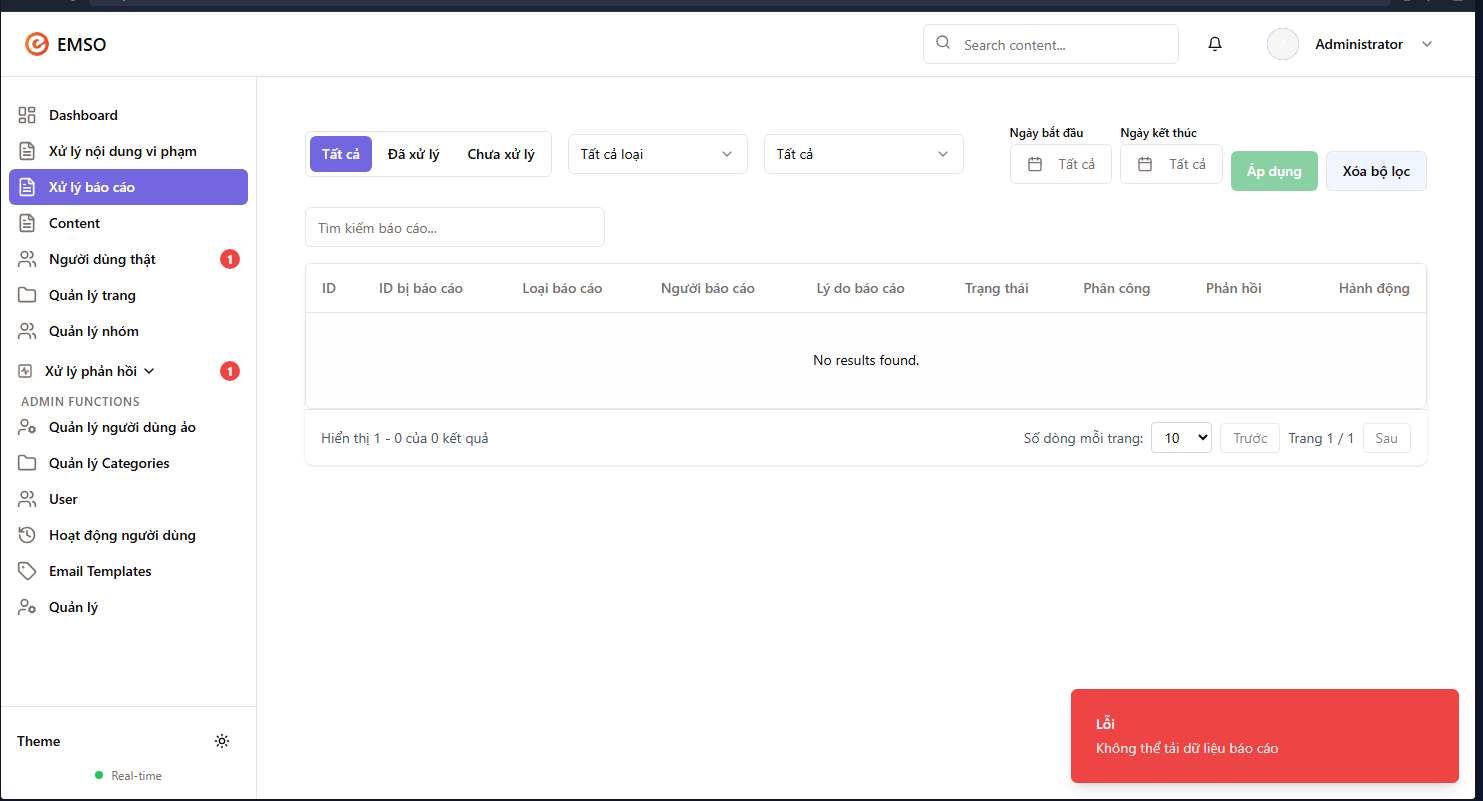 EMSO
Search content...
Administrator
Dashboard
Xử lý nội dung vi phạm
Xử lý báo cáo
Content
Người dùng thật 1
Quản lý trang
Quản lý nhóm
Xử lý phản hồi 1
ADMIN FUNCTIONS
Quản lý người dùng ảo
Quản lý Categories
User
Hoạt động người dùng
Email Templates
Quản lý
Theme
Real-time
Tất cả Đã xử lý Chưa xử lý Tất cả loại Tất cả
Ngày bắt đầu Ngày kết thúc
Tất cả Tất cả Áp dụng Xóa bộ lọc
Tìm kiếm báo cáo...
ID ID bị báo cáo Loại báo cáo Người báo cáo Lý do báo cáo Trạng thái Phân công Phản hồi Hành động
No results found.
Hiển thị 1 - 0 của 0 kết quả Số dòng mỗi trang: 10 Trước Trang 1 / 1 Sau
Lỗi
Không thể tải dữ liệu báo cáo